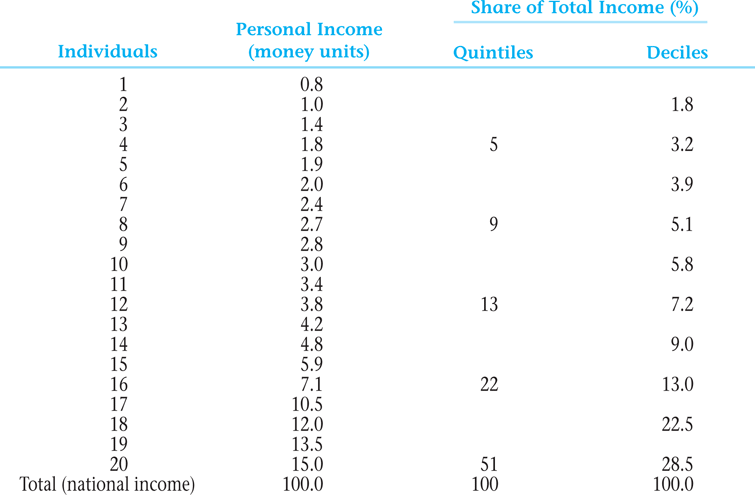 Share of Total Income (%)
Personal Income
Individuals (money units) Quintiles Deciles
1 0.8
2 1.0 1.8
3 1.4
4 1.8 5 3.2
5 1.9
6 2.0 3.9
7 2.4
8 2.7 9 5.1
9 2.8
10 3.0 5.8
11 3.4
12 3.8 13 7.2
13 4.2
14 4.8 9.0
15 5.9
16 7.1 22 13.0
17 10.5
18 12.0 22.5
19 13.5
20 15.0 51 28.5
Total (national income) 100.0 100 100.0